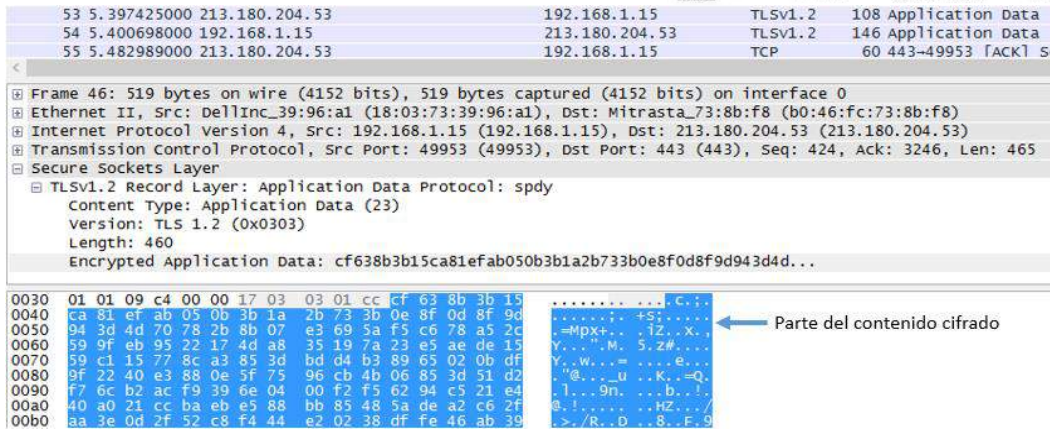 53 5.397425000 213.180.204.53 192.168.1.15 TLSv1.2 108 Application Data
54 5.400698000 192.168.1.15 213.180.204.53 TLSv1.2 146 Application Data
55 5.482989000 213.180.204.53 192.168.1.15 TCP 60 443→49953 [ACK] S
Frame 46: 519 bytes on wire (4152 bits), 519 bytes captured (4152 bits) on interface 0
Ethernet II, Src: DellInc_39:96:a1 (18:03:73:39:96:a1), Dst: Mitrasta_73:8b:f8 (b0:46:fc:73:8b:f8)
Internet Protocol Version 4, Src: 192.168.1.15 (192.168.1.15), Dst: 213.180.204.53 (213.180.204.53)
Transmission Control Protocol, Src Port: 49953 (49953), Dst Port: 443 (443), Seq: 424, Ack: 3246, Len: 465
Secure Sockets Layer
TLSv1.2 Record Layer: Application Data Protocol: spdy
Content Type: Application Data (23)
Version: TLS 1.2 (0x0303)
Length: 460
Encrypted Application Data: cf638b3b15ca81efab050b3b1a2b733b0e8f0d8f9d943d4d...
0030 01 01 09 c4 00 00 17 03 03 01 cc cf 63 8b 3b 15 ........ ....c.;.
0040 ca 81 ef ab 05 0b 3b 1a 2b 73 3b 0e 8f 0d 8f 9d ......;. +s;.....
0050 94 3d 4d 70 78 2b 8b 07 e3 69 5a f5 c6 78 a5 2c .=Mpx+.. .iZ..x.,
0060 59 9f eb 95 22 17 4d a8 35 19 7a 23 e5 ae de 15 Y...".M. 5.z#....
0070 59 c1 15 77 8c a3 85 3d bd d4 b3 89 65 02 0b df Y..w...= ....e...
0080 9f 22 40 e3 88 0e 5f 75 96 cb 4b 06 85 3d 51 d2 ."@..._u ..K..=Q.
0090 f7 6c b2 ac f9 39 6e 04 00 f2 f5 62 94 c5 21 e4 .l...9n. ...b..!.
00a0 40 a0 21 cc ba eb e5 88 bb 85 48 5a de a2 c6 2f @.!..... ..HZ.../
00b0 aa 3e 0d 2f 52 c8 f4 44 e2 02 38 df fe 46 ab 39 .>./R..D ..8..F.9
Parte del contenido cifrado